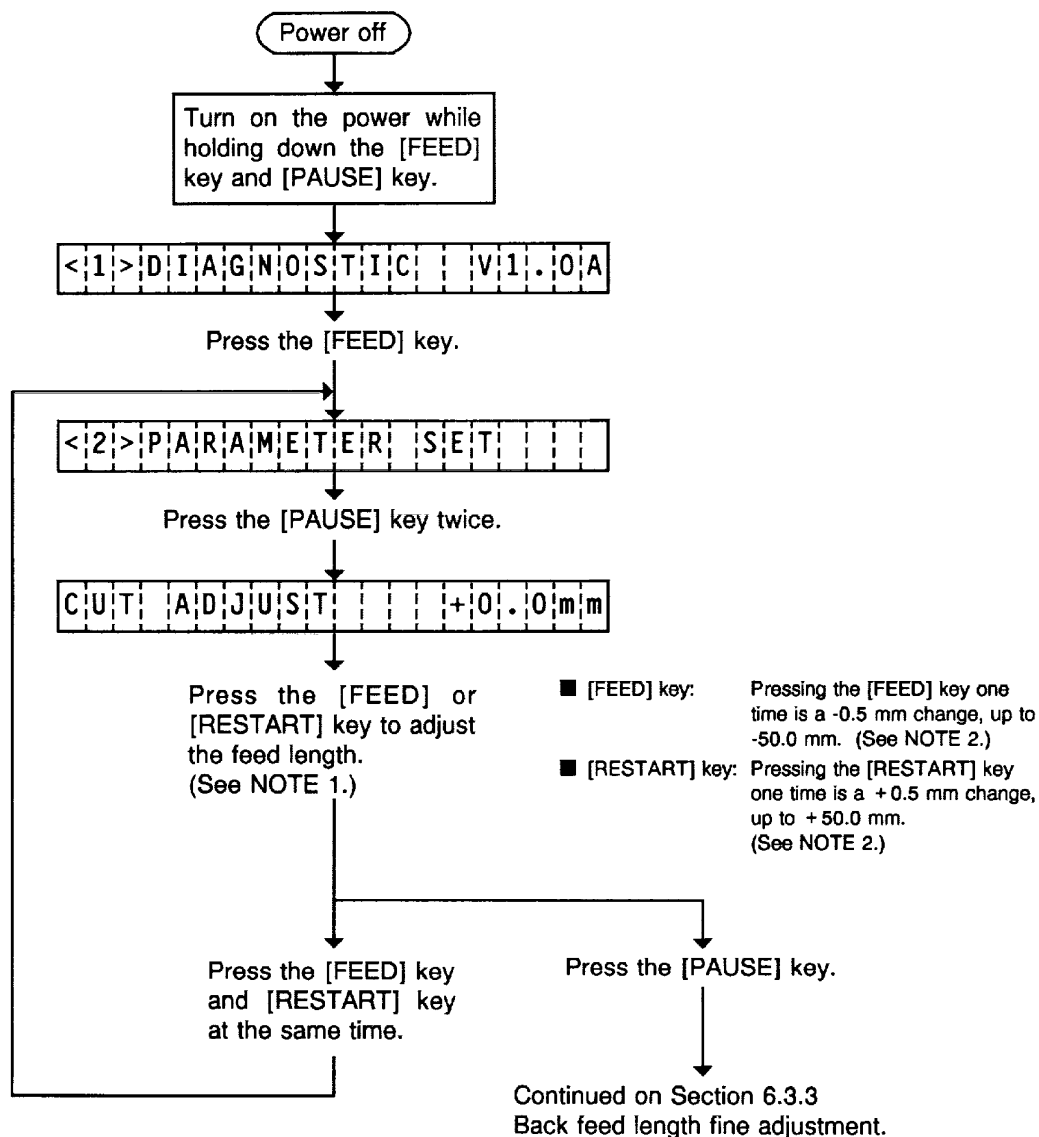 Power off
Turn on the power while
holding down the [FEED]
key and [PAUSE] key.
<1>DIAGNOSTIC  V1.0A
Press the [FEED] key.
<2>PARAMETER SET
Press the [PAUSE] key twice.
CUT ADJUST    +0.0mm
Press the [FEED] or
[RESTART] key to adjust
the feed length.
(See NOTE 1.)
■ [FEED] key: Pressing the [FEED] key one
time is a -0.5 mm change, up to
-50.0 mm. (See NOTE 2.)
■ [RESTART] key: Pressing the [RESTART] key
one time is a +0.5 mm change,
up to +50.0 mm.
(See NOTE 2.)
Press the [FEED] key
and [RESTART] key
at the same time.
Press the [PAUSE] key.
Continued on Section 6.3.3
Back feed length fine adjustment.